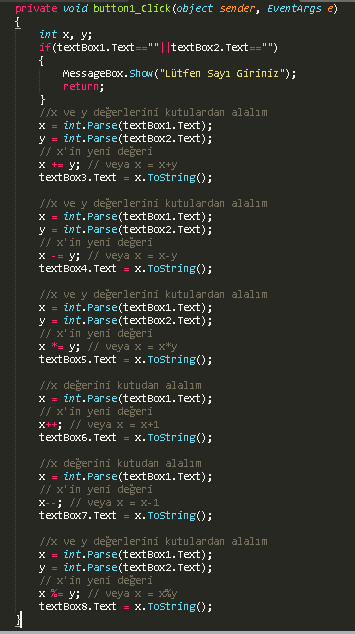 private void button1_Click(object sender, EventArgs e)
{
int x, y;
if(textBox1.Text==""||textBox2.Text=="")
{
MessageBox.Show("Lütfen Sayı Giriniz");
return;
}
//x ve y değerlerini kutulardan alalım
x = int.Parse(textBox1.Text);
y = int.Parse(textBox2.Text);
// x'in yeni değeri
x += y; // veya x = x+y
textBox3.Text = x.ToString();
//x ve y değerlerini kutulardan alalım
x = int.Parse(textBox1.Text);
y = int.Parse(textBox2.Text);
// x'in yeni değeri
x -= y; // veya x = x-y
textBox4.Text = x.ToString();
//x ve y değerlerini kutulardan alalım
x = int.Parse(textBox1.Text);
y = int.Parse(textBox2.Text);
// x'in yeni değeri
x *= y; // veya x = x*y
textBox5.Text = x.ToString();
//x değerini kutudan alalım
x = int.Parse(textBox1.Text);
// x'in yeni değeri
x++; // veya x = x+1
textBox6.Text = x.ToString();
//x değerini kutudan alalım
x = int.Parse(textBox1.Text);
// x'in yeni değeri
x--; // veya x = x-1
textBox7.Text = x.ToString();
//x ve y değerlerini kutulardan alalım
x = int.Parse(textBox1.Text);
y = int.Parse(textBox2.Text);
// x'in yeni değeri
x %= y; // veya x = x%y
textBox8.Text = x.ToString();
}